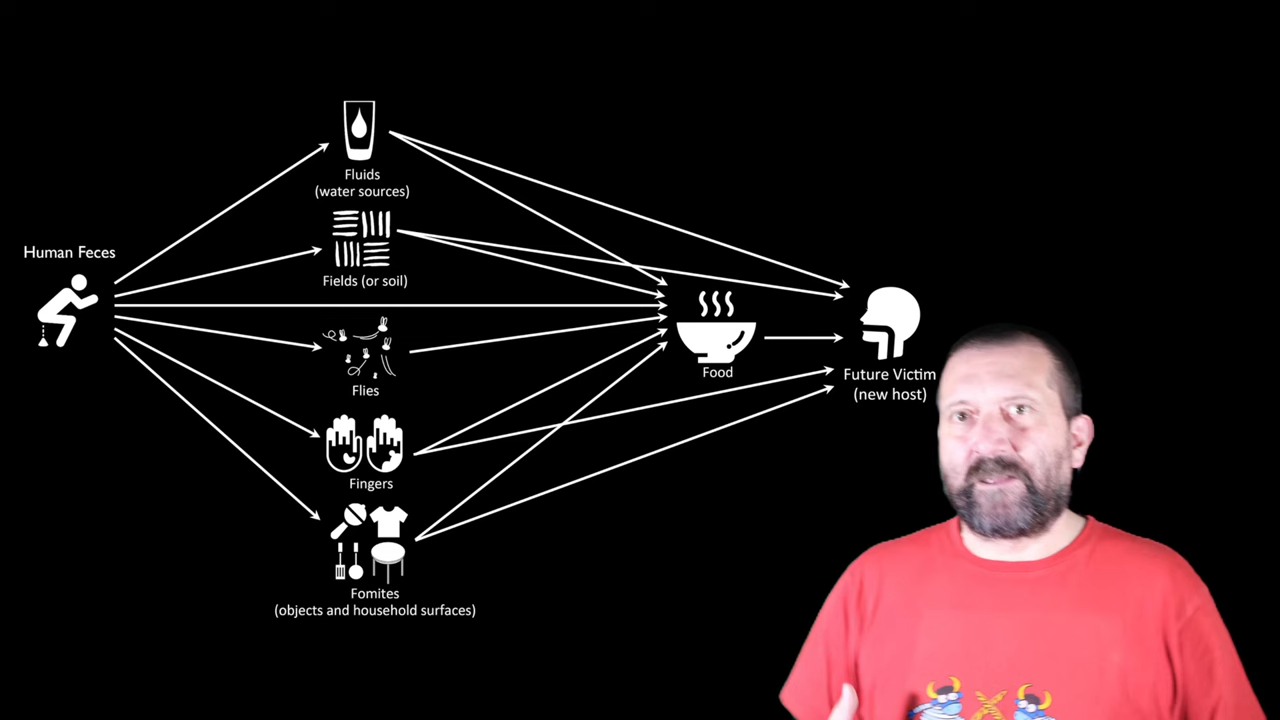 Human Feces
Fluids
(water sources)
Fields (or soil)
Flies
Fingers
Fomites
(objects and household surfaces)
Food
Future Victim
(new host)